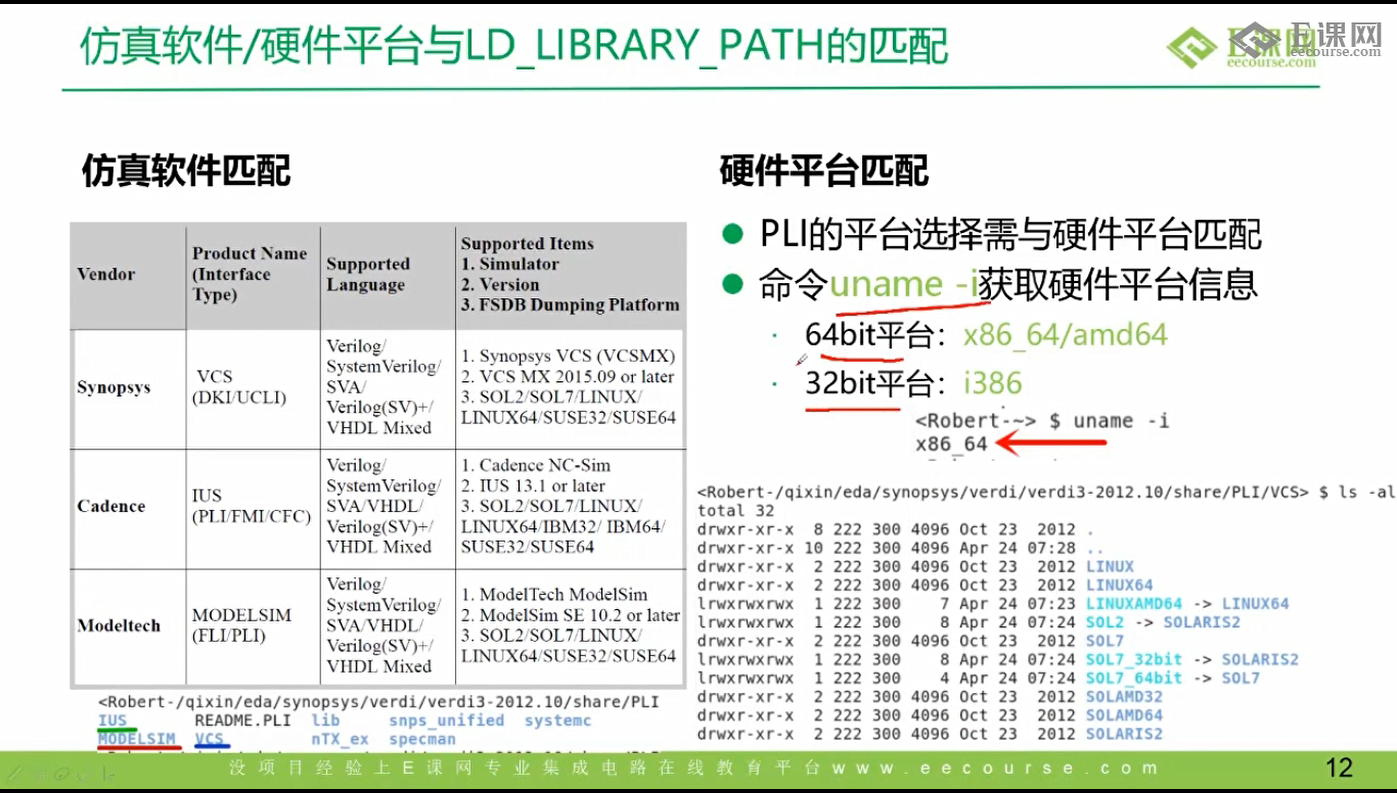 仿真软件/硬件平台与LD_LIBRARY_PATH的匹配
E课网
eecourse.com
仿真软件匹配
Vendor
Product Name
(Interface
Type)
Supported
Language
Supported Items
1. Simulator
2. Version
3. FSDB Dumping Platform
Synopsys
VCS
(DKI/UCLI)
Verilog/
SystemVerilog/
SVA/
Verilog(SV)+/
VHDL Mixed
1. Synopsys VCS (VCSMX)
2. VCS MX 2015.09 or later
3. SOL2/SOL7/LINUX/
LINUX64/SUSE32/SUSE64
Cadence
IUS
(PLI/FMI/CFC)
Verilog/
SystemVerilog/
SVA/VHDL/
Verilog(SV)+/
VHDL Mixed
1. Cadence NC-Sim
2. IUS 13.1 or later
3. SOL2/SOL7/LINUX/
LINUX64/IBM32/ IBM64/
SUSE32/SUSE64
Modeltech
MODELSIM
(FLI/PLI)
Verilog/
SystemVerilog/
SVA/VHDL/
Verilog(SV)+/
VHDL Mixed
1. ModelTech ModelSim
2. ModelSim SE 10.2 or later
3. SOL2/SOL7/LINUX/
LINUX64/SUSE32/SUSE64
<Robert-/qixin/eda/synopsys/verdi/verdi3-2012.10/share/PLI
IUS README.PLI lib snps_unified systemc
MODELSIM VCS nTX_ex specman
硬件平台匹配
PLI的平台选择需与硬件平台匹配
命令uname -i获取硬件平台信息
64bit平台：x86_64/amd64
32bit平台：i386
<Robert-~> $ uname -i
x86_64
<Robert-/qixin/eda/synopsys/verdi/verdi3-2012.10/share/PLI/VCS> $ ls -al
total 32
drwxr-xr-x 8 222 300 4096 Oct 23 2012 .
drwxr-xr-x 10 222 300 4096 Apr 24 07:28 ..
drwxr-xr-x 2 222 300 4096 Oct 23 2012 LINUX
drwxr-xr-x 2 222 300 4096 Oct 23 2012 LINUX64
lrwxrwxrwx 1 222 300 7 Apr 24 07:23 LINUXAMD64 -> LINUX64
lrwxrwxrwx 1 222 300 8 Apr 24 07:24 SOL2 -> SOLARIS2
drwxr-xr-x 2 222 300 4096 Oct 23 2012 SOL7
lrwxrwxrwx 1 222 300 8 Apr 24 07:24 SOL7_32bit -> SOLARIS2
lrwxrwxrwx 1 222 300 4 Apr 24 07:24 SOL7_64bit -> SOL7
drwxr-xr-x 2 222 300 4096 Oct 23 2012 SOLAMD32
drwxr-xr-x 2 222 300 4096 Oct 23 2012 SOLAMD64
drwxr-xr-x 2 222 300 4096 Oct 23 2012 SOLARIS2
没项目经验上E课网专业集成电路在线教育平台www.eecourse.com
12